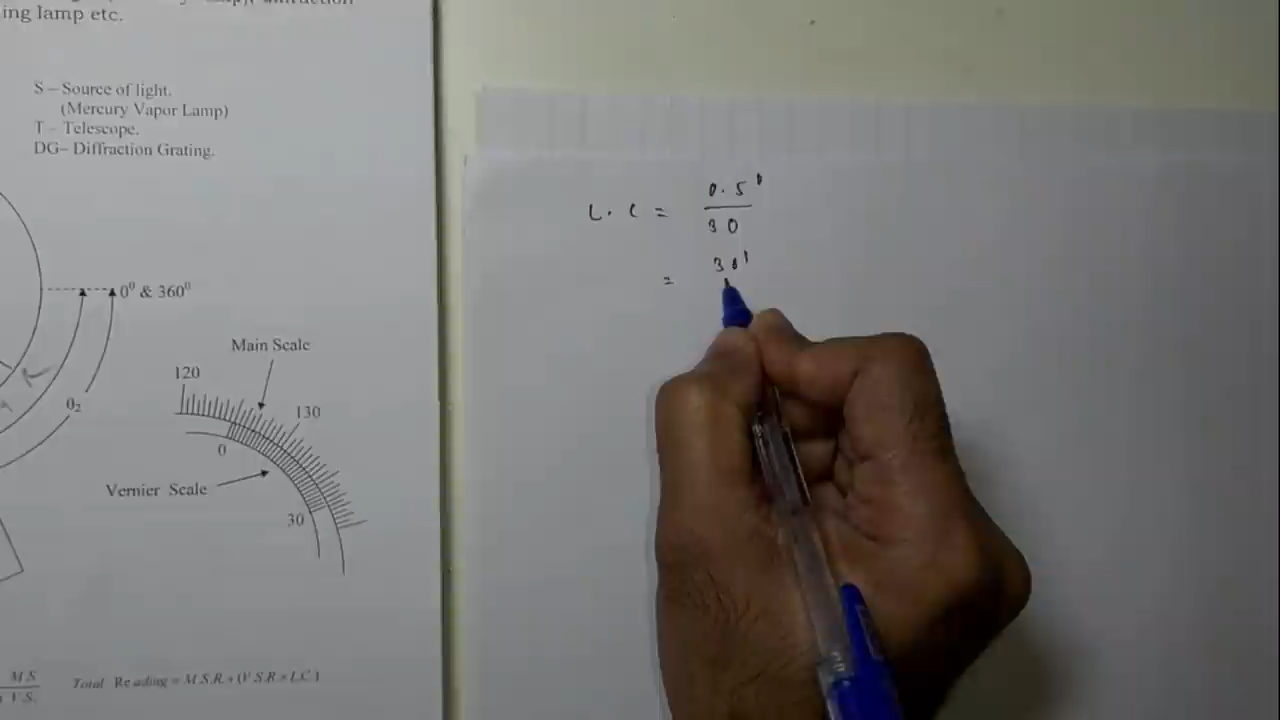 ing lamp etc.
S – Source of light.
(Mercury Vapor Lamp)
T – Telescope.
DG– Diffraction Grating.
0⁰ & 360⁰
θ₂
Main Scale
120
130
0
Vernier Scale
30
M.S.
V.S.
Total Reading = M.S.R. + (V.S.R. × L.C.)
L.C = 0.5°/30
= 30'